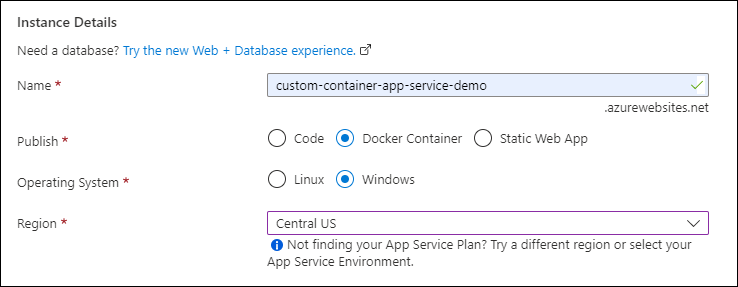 Instance Details
Need a database? Try the new Web + Database experience.
Name *
custom-container-app-service-demo
.azurewebsites.net
Publish *
Code
Docker Container
Static Web App
Operating System *
Linux
Windows
Region *
Central US
Not finding your App Service Plan? Try a different region or select your
App Service Environment.